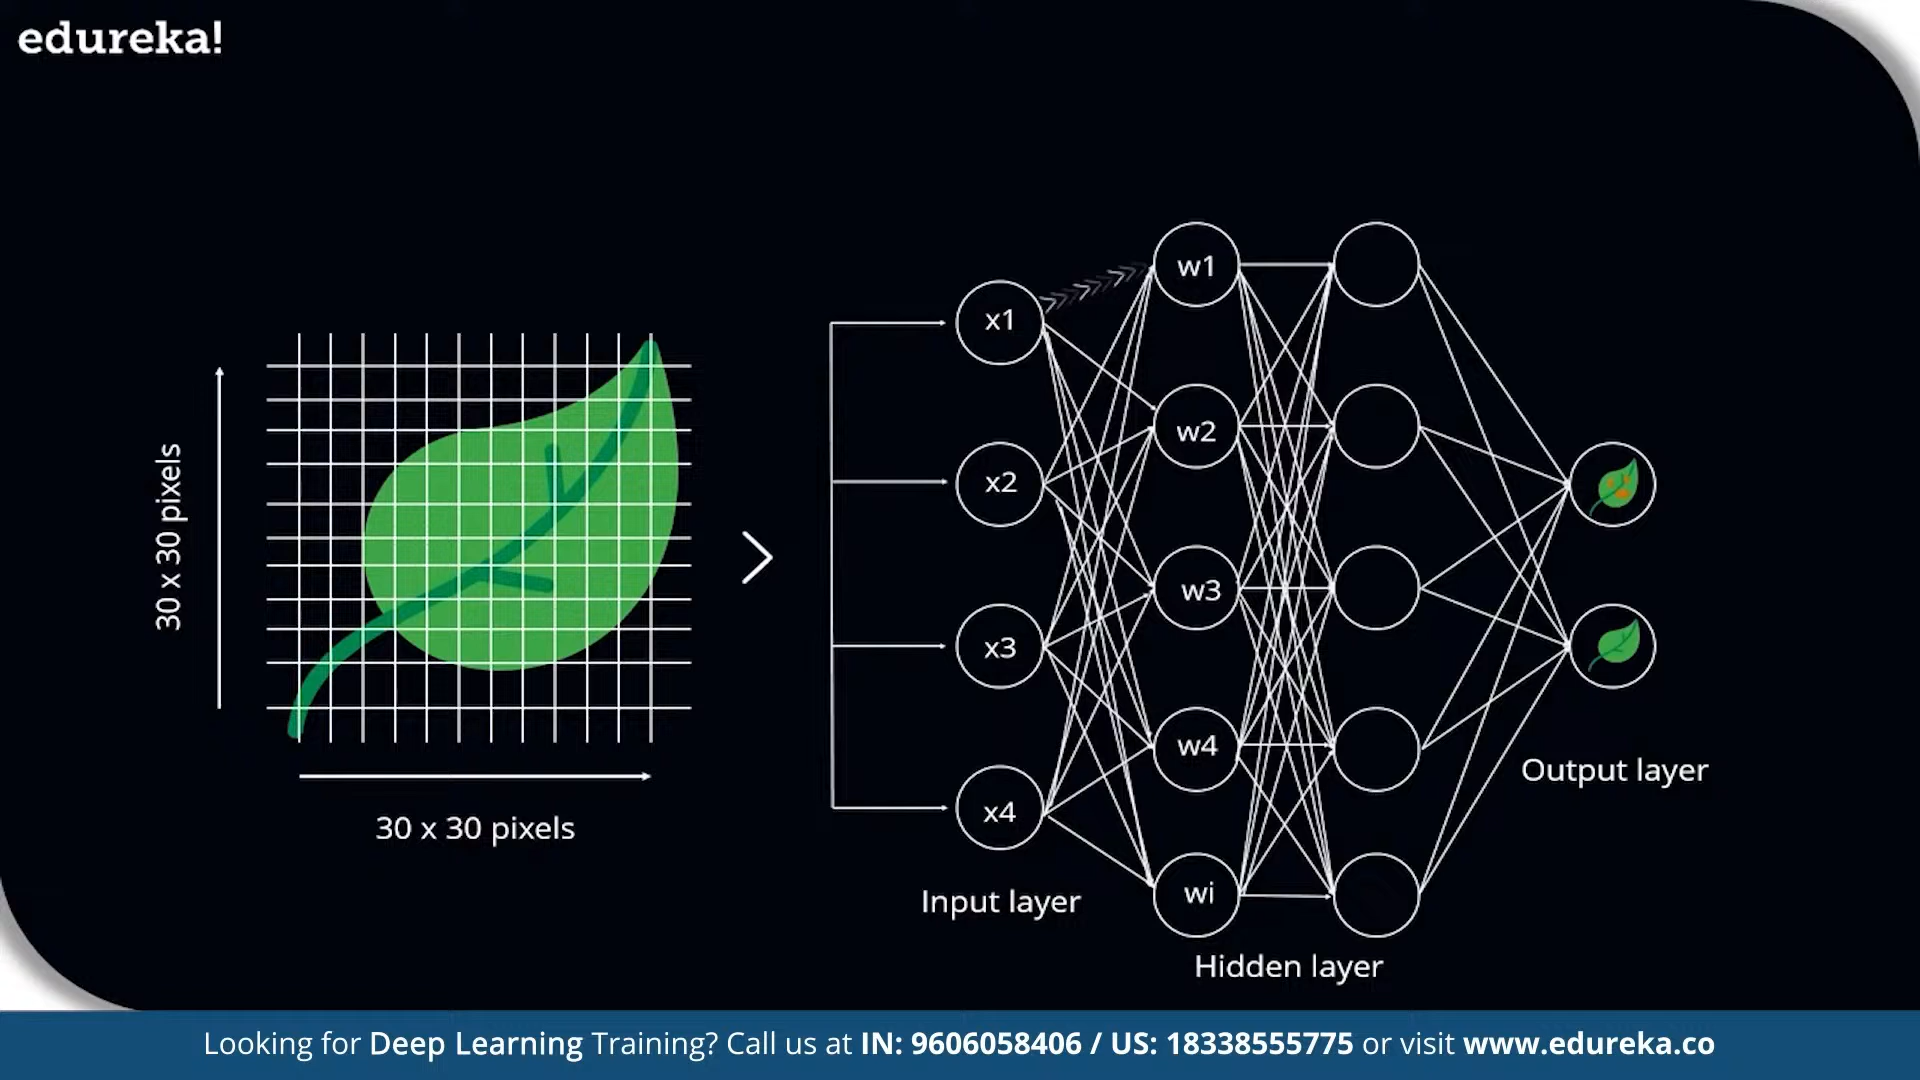 edureka!
30 x 30 pixels
30 x 30 pixels
x1
x2
x3
x4
Input layer
w1
w2
w3
w4
wi
Hidden layer
Output layer
Looking for Deep Learning Training? Call us at IN: 9606058406 / US: 18338555775 or visit www.edureka.co